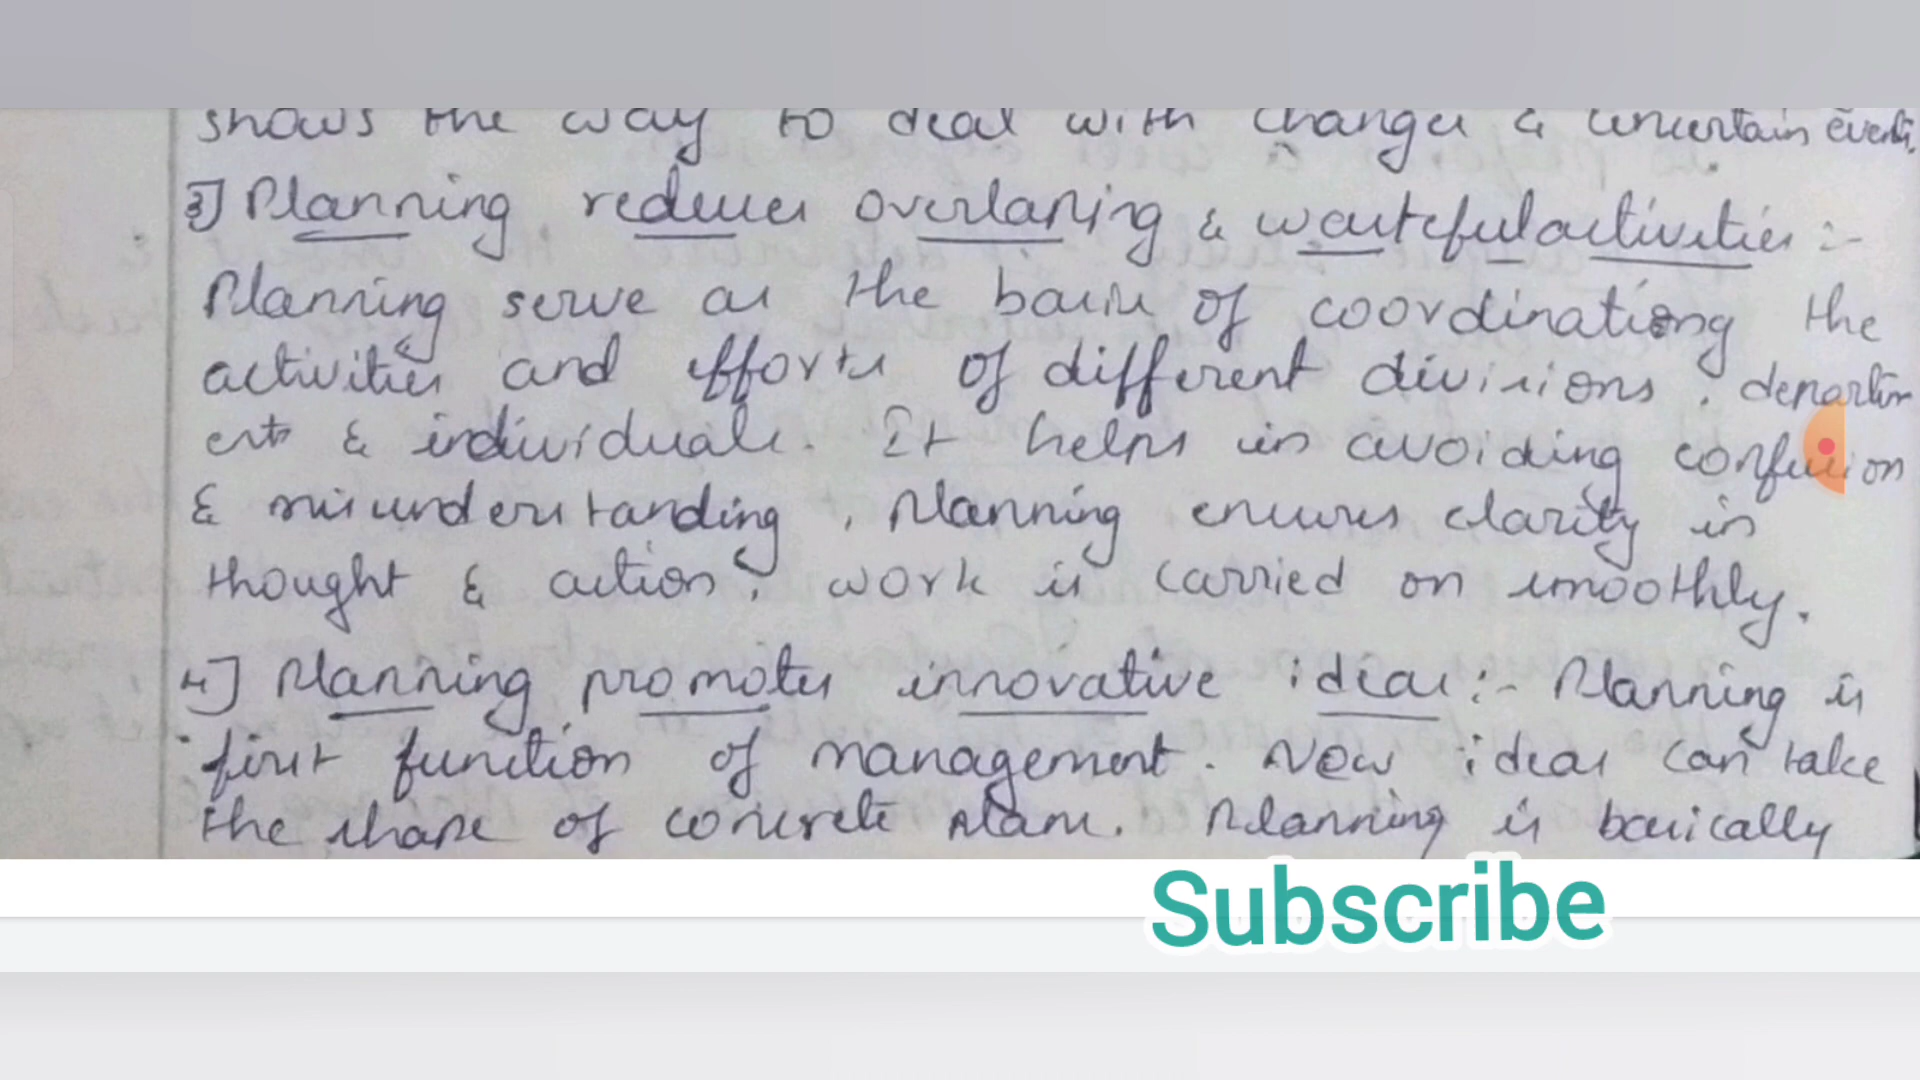 shows the way to deal with changes & uncertain events.
3] Planning reduces overlaping & wasteful activities :-
Planning serve as the basis of coordinationg the
activities and efforts of different divisions, departm
ents & individuals. It helps in avoiding confusion
& misunderstanding, Planning ensures clarity in
thought & action, work is carried on smoothly.
4] Planning promotes innovative ideas :- Planning is
first function of management. New ideas can take
the shape of concrete plans. Planning is basically
Subscribe